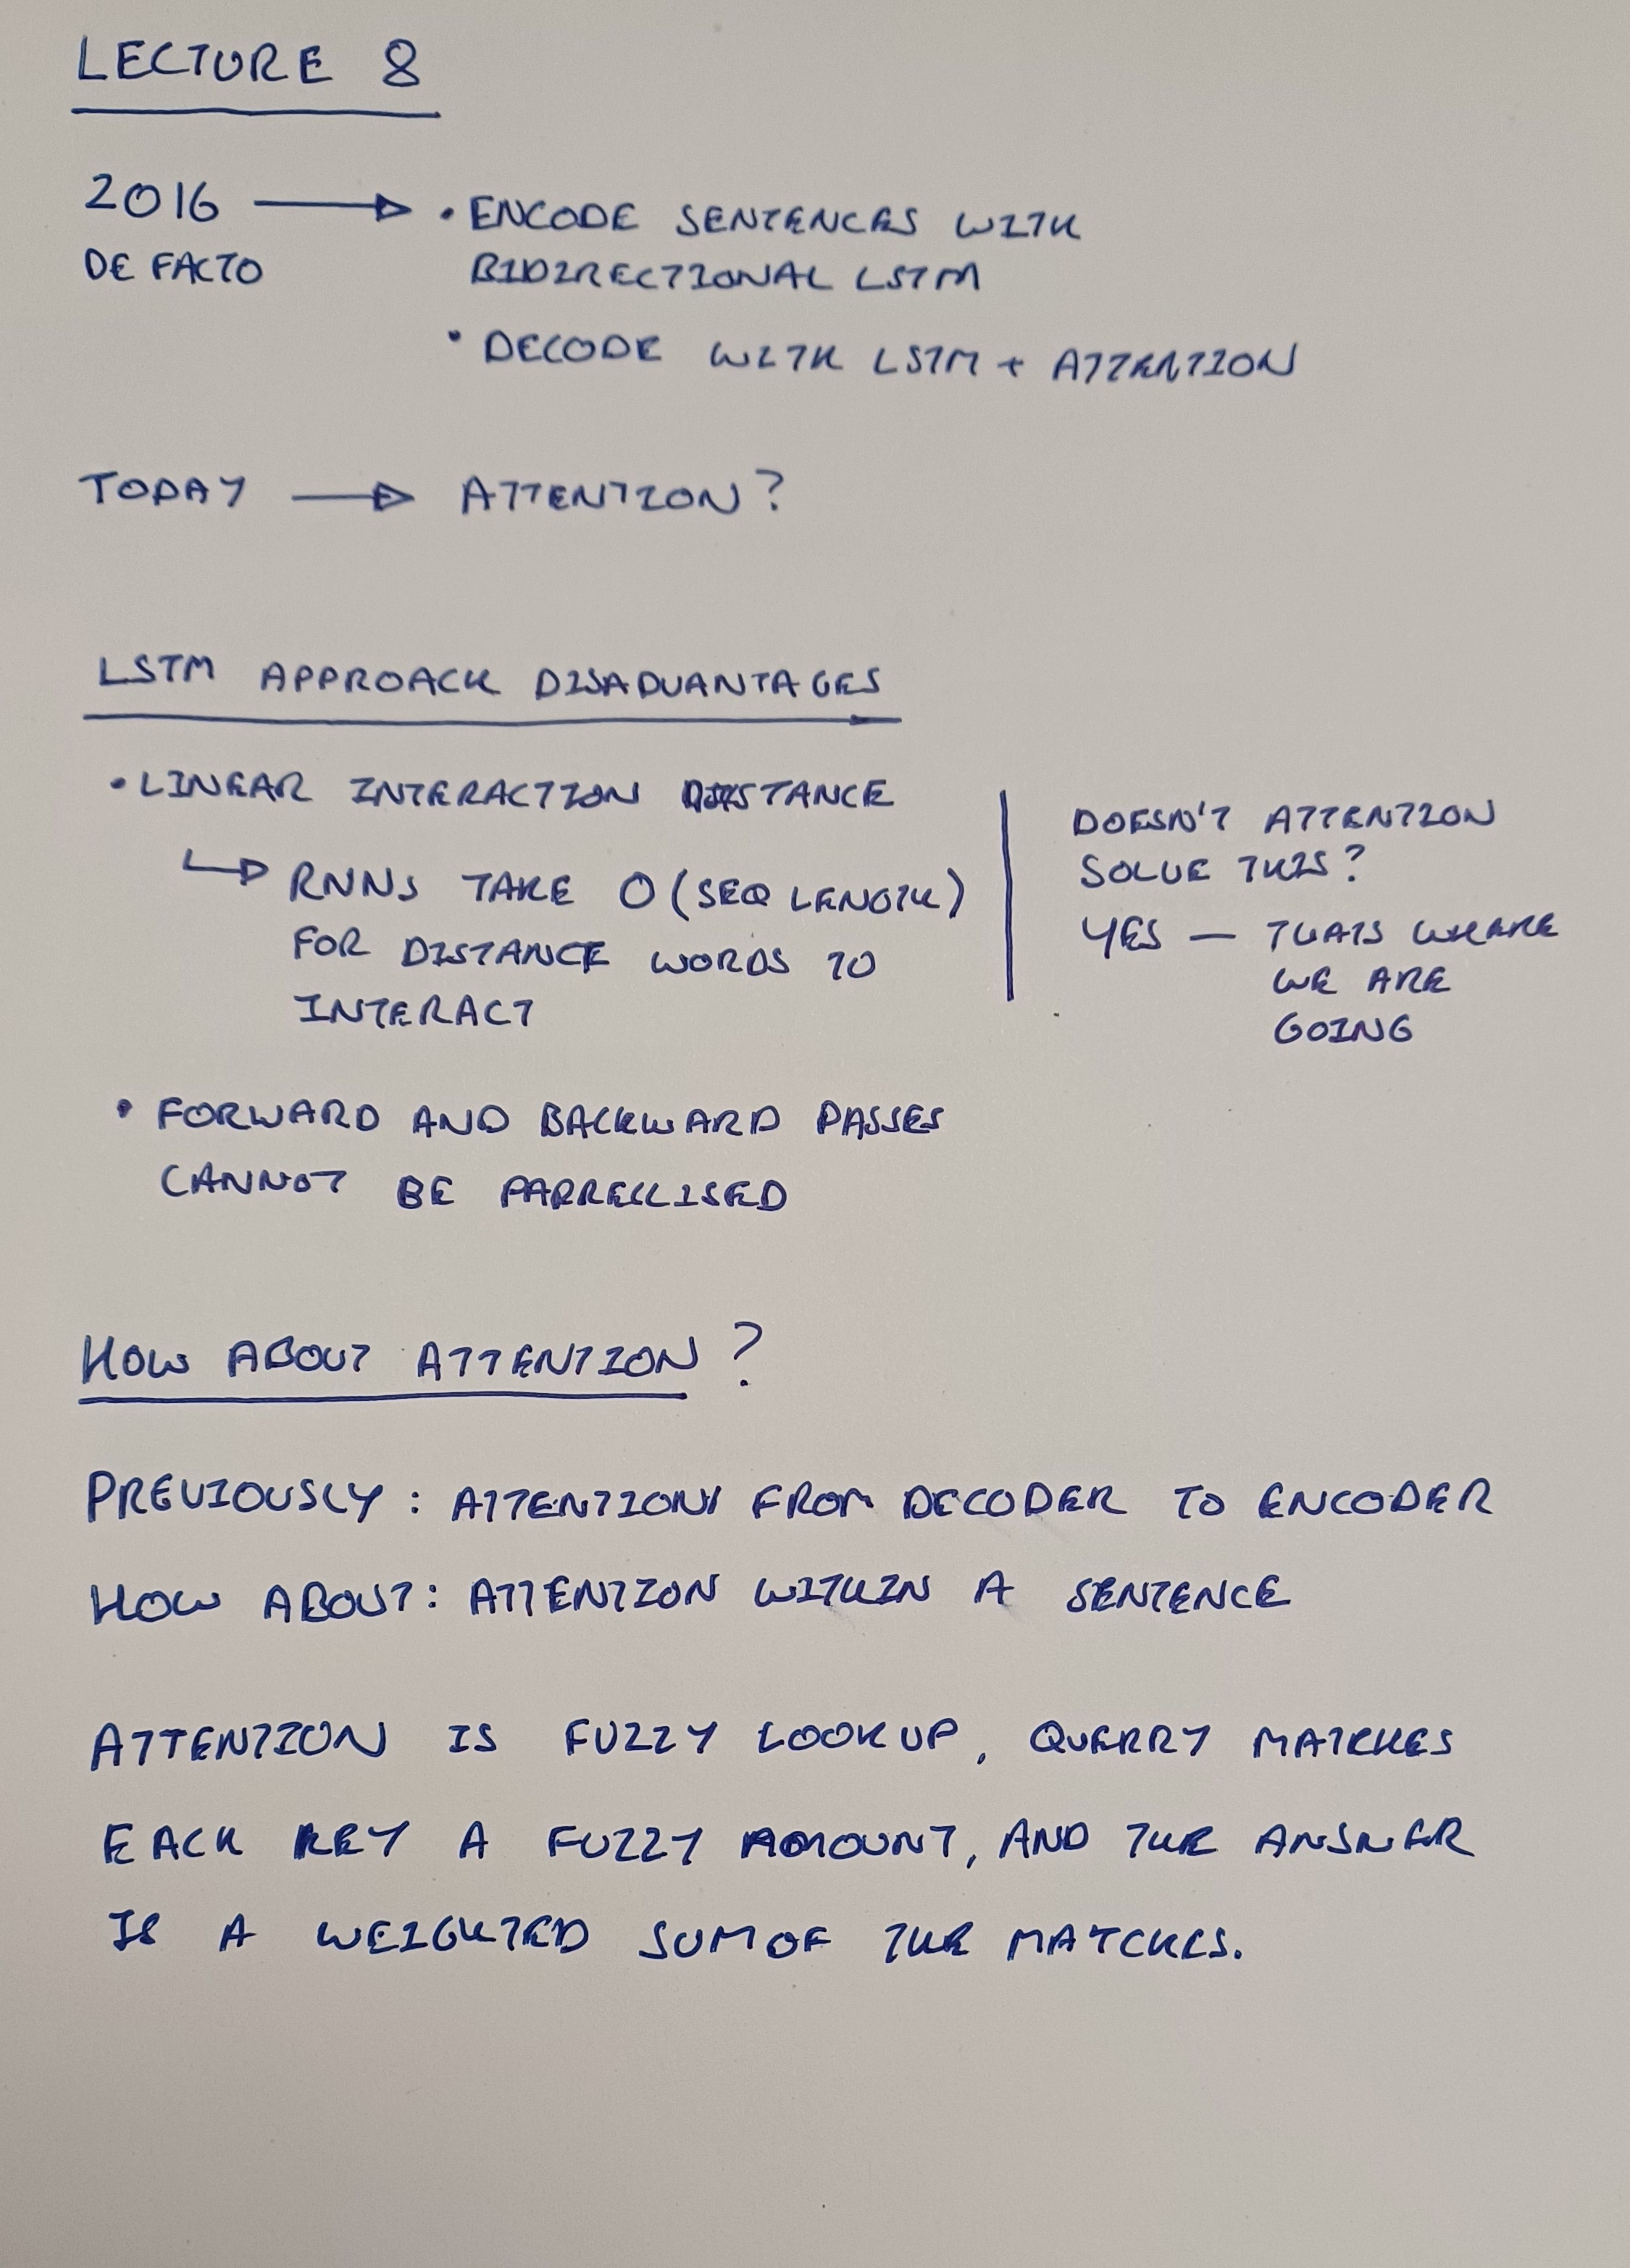 LECTURE 8
2016 → • ENCODE SENTENCES WITH
DE FACTO BIDIRECTIONAL LSTM
• DECODE WITH LSTM + ATTENTION
TODAY → ATTENTION?
LSTM APPROACH DISADVANTAGES
• LINEAR INTERACTION DISTANCE
↳ RNNs TAKE O(SEQ LENGTH)
FOR DISTANCE WORDS TO
INTERACT
DOESN'T ATTENTION
SOLVE THIS?
YES — THATS WHERE
WE ARE
GOING
• FORWARD AND BACKWARD PASSES
CANNOT BE PARRELLISED
HOW ABOUT ATTENTION?
PREVIOUSLY: ATTENTION FROM DECODER TO ENCODER
HOW ABOUT: ATTENTION WITHIN A SENTENCE
ATTENTION IS FUZZY LOOKUP, QUERRY MATCHES
EACH KEY A FUZZY AMOUNT, AND THE ANSWER
IS A WEIGHTED SUM OF THE MATCHES.